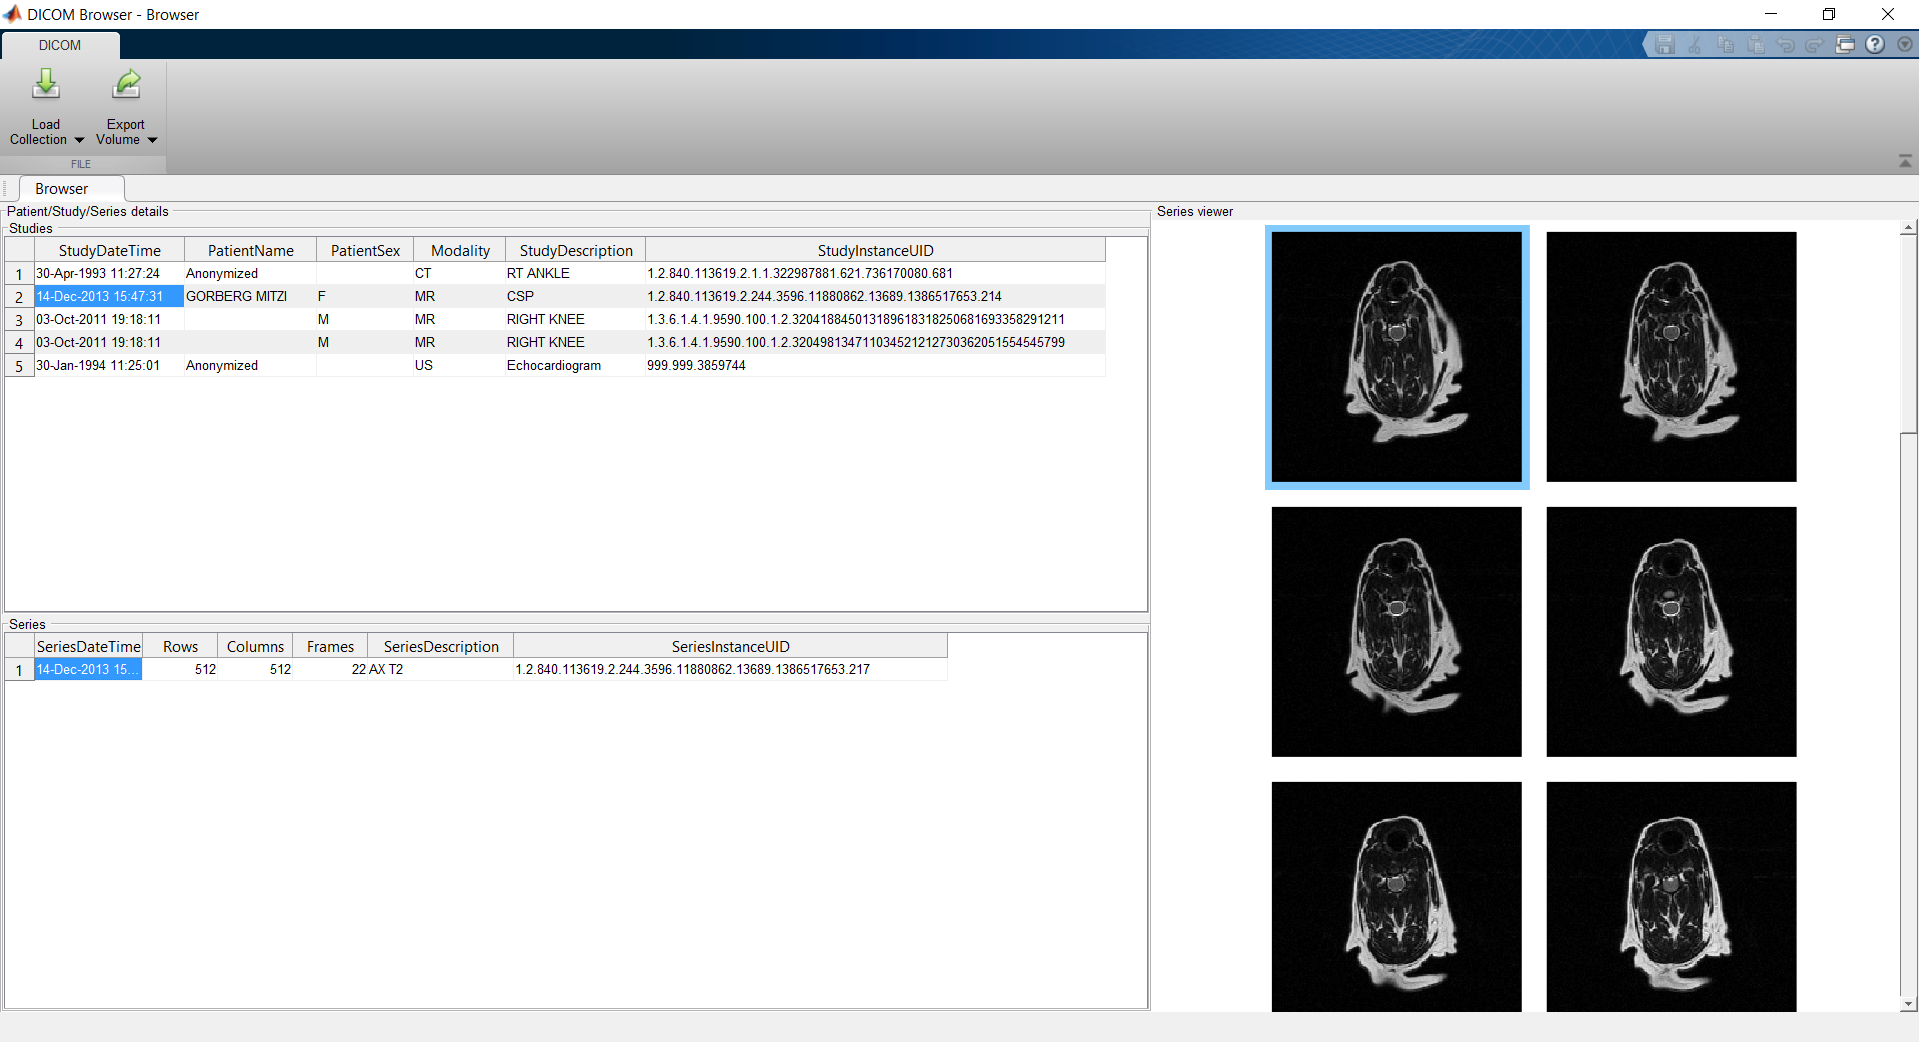 DICOM Browser - Browser
DICOM
Load Collection
Export Volume
FILE
Browser
Patient/Study/Series details
Studies
StudyDateTime PatientName PatientSex Modality StudyDescription StudyInstanceUID
1 30-Apr-1993 11:27:24 Anonymized CT RT ANKLE 1.2.840.113619.2.1.1.322987881.621.736170080.681
2 14-Dec-2013 15:47:31 GORBERG MITZI F MR CSP 1.2.840.113619.2.244.3596.11880862.13689.1386517653.214
3 03-Oct-2011 19:18:11 M MR RIGHT KNEE 1.3.6.1.4.1.9590.100.1.2.320418845013189618318250681693358291211
4 03-Oct-2011 19:18:11 M MR RIGHT KNEE 1.3.6.1.4.1.9590.100.1.2.320498134711034521212730362051554545799
5 30-Jan-1994 11:25:01 Anonymized US Echocardiogram 999.999.3859744
Series
SeriesDateTime Rows Columns Frames SeriesDescription SeriesInstanceUID
1 14-Dec-2013 15... 512 512 22 AX T2 1.2.840.113619.2.244.3596.11880862.13689.1386517653.217
Series viewer